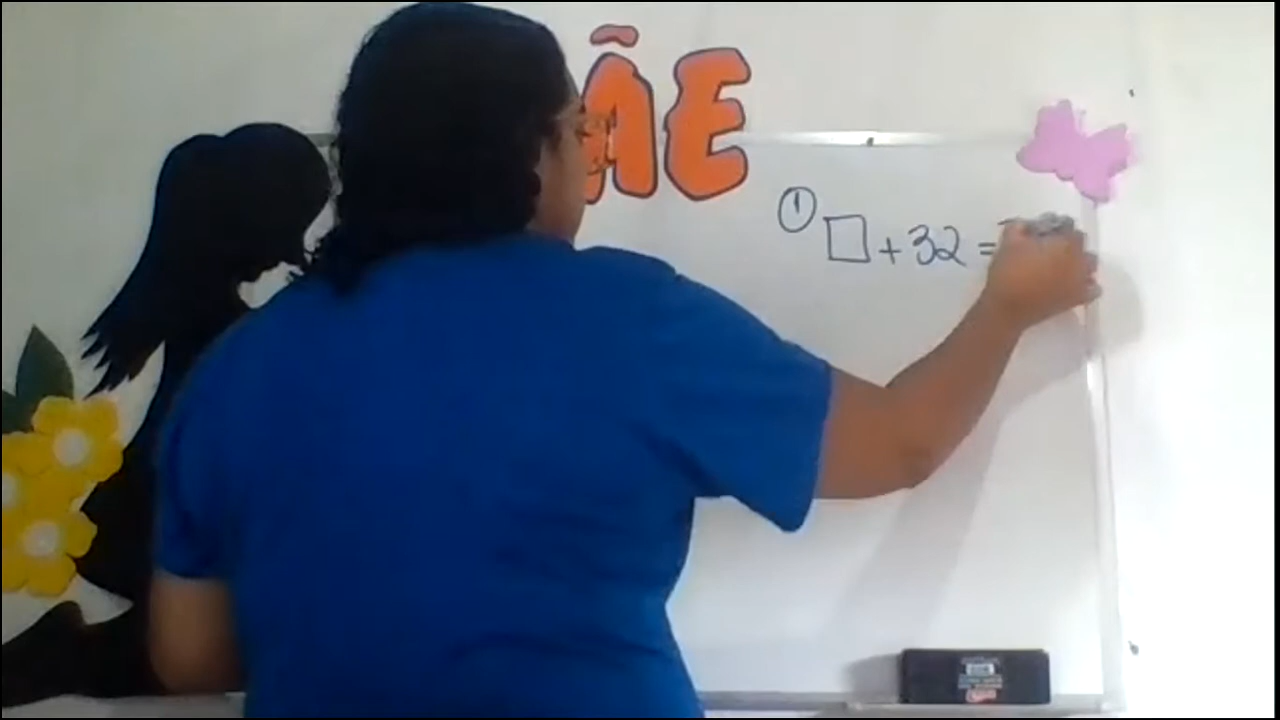 ÃE
① □ + 32 =